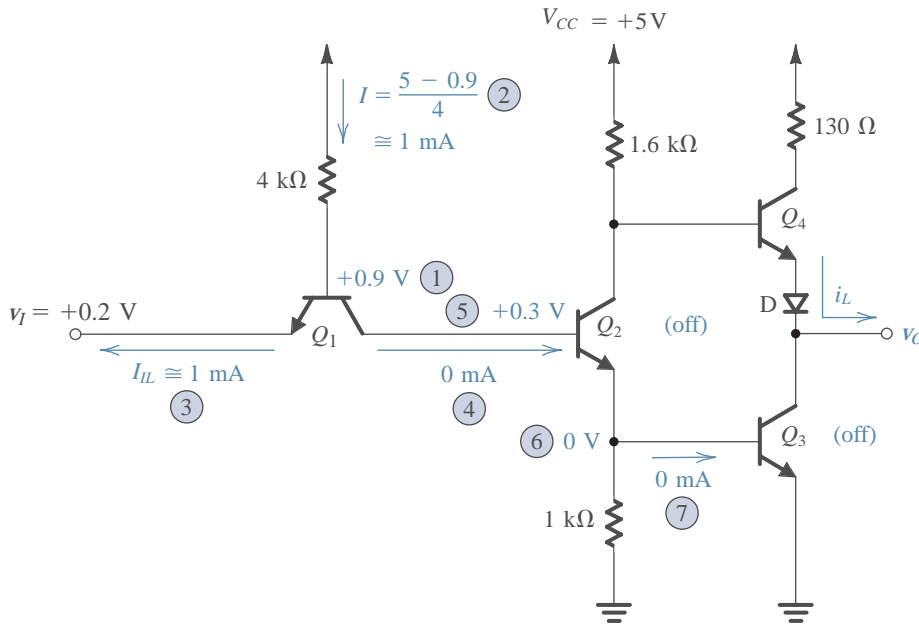 V_CC = +5V
I = (5 − 0.9)/4 2
≅ 1 mA
130 Ω
1.6 kΩ
4 kΩ
Q4
+0.9 V 1
5 +0.3 V
D
i_L
v_I = +0.2 V
Q1
Q2
(off)
v_O
I_IL ≅ 1 mA
0 mA
3
4
6 0 V
Q3
(off)
0 mA
7
1 kΩ